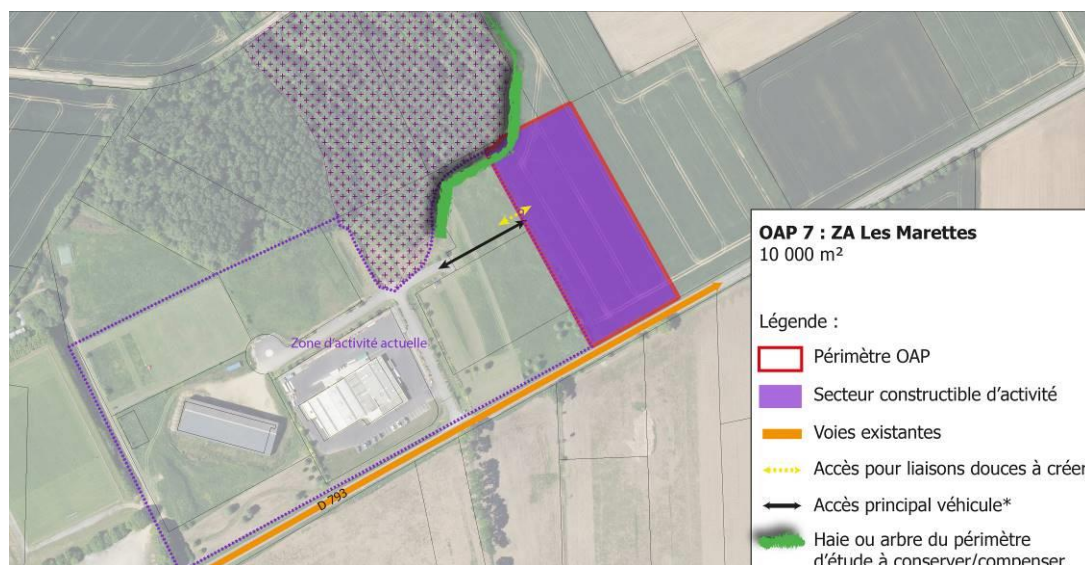 Zone d'activité actuelle
D 793
OAP 7 : ZA Les Marettes
10 000 m²
Légende :
Périmètre OAP
Secteur constructible d'activité
Voies existantes
Accès pour liaisons douces à créer
Accès principal véhicule*
Haie ou arbre du périmètre
d'étude à conserver/compenser